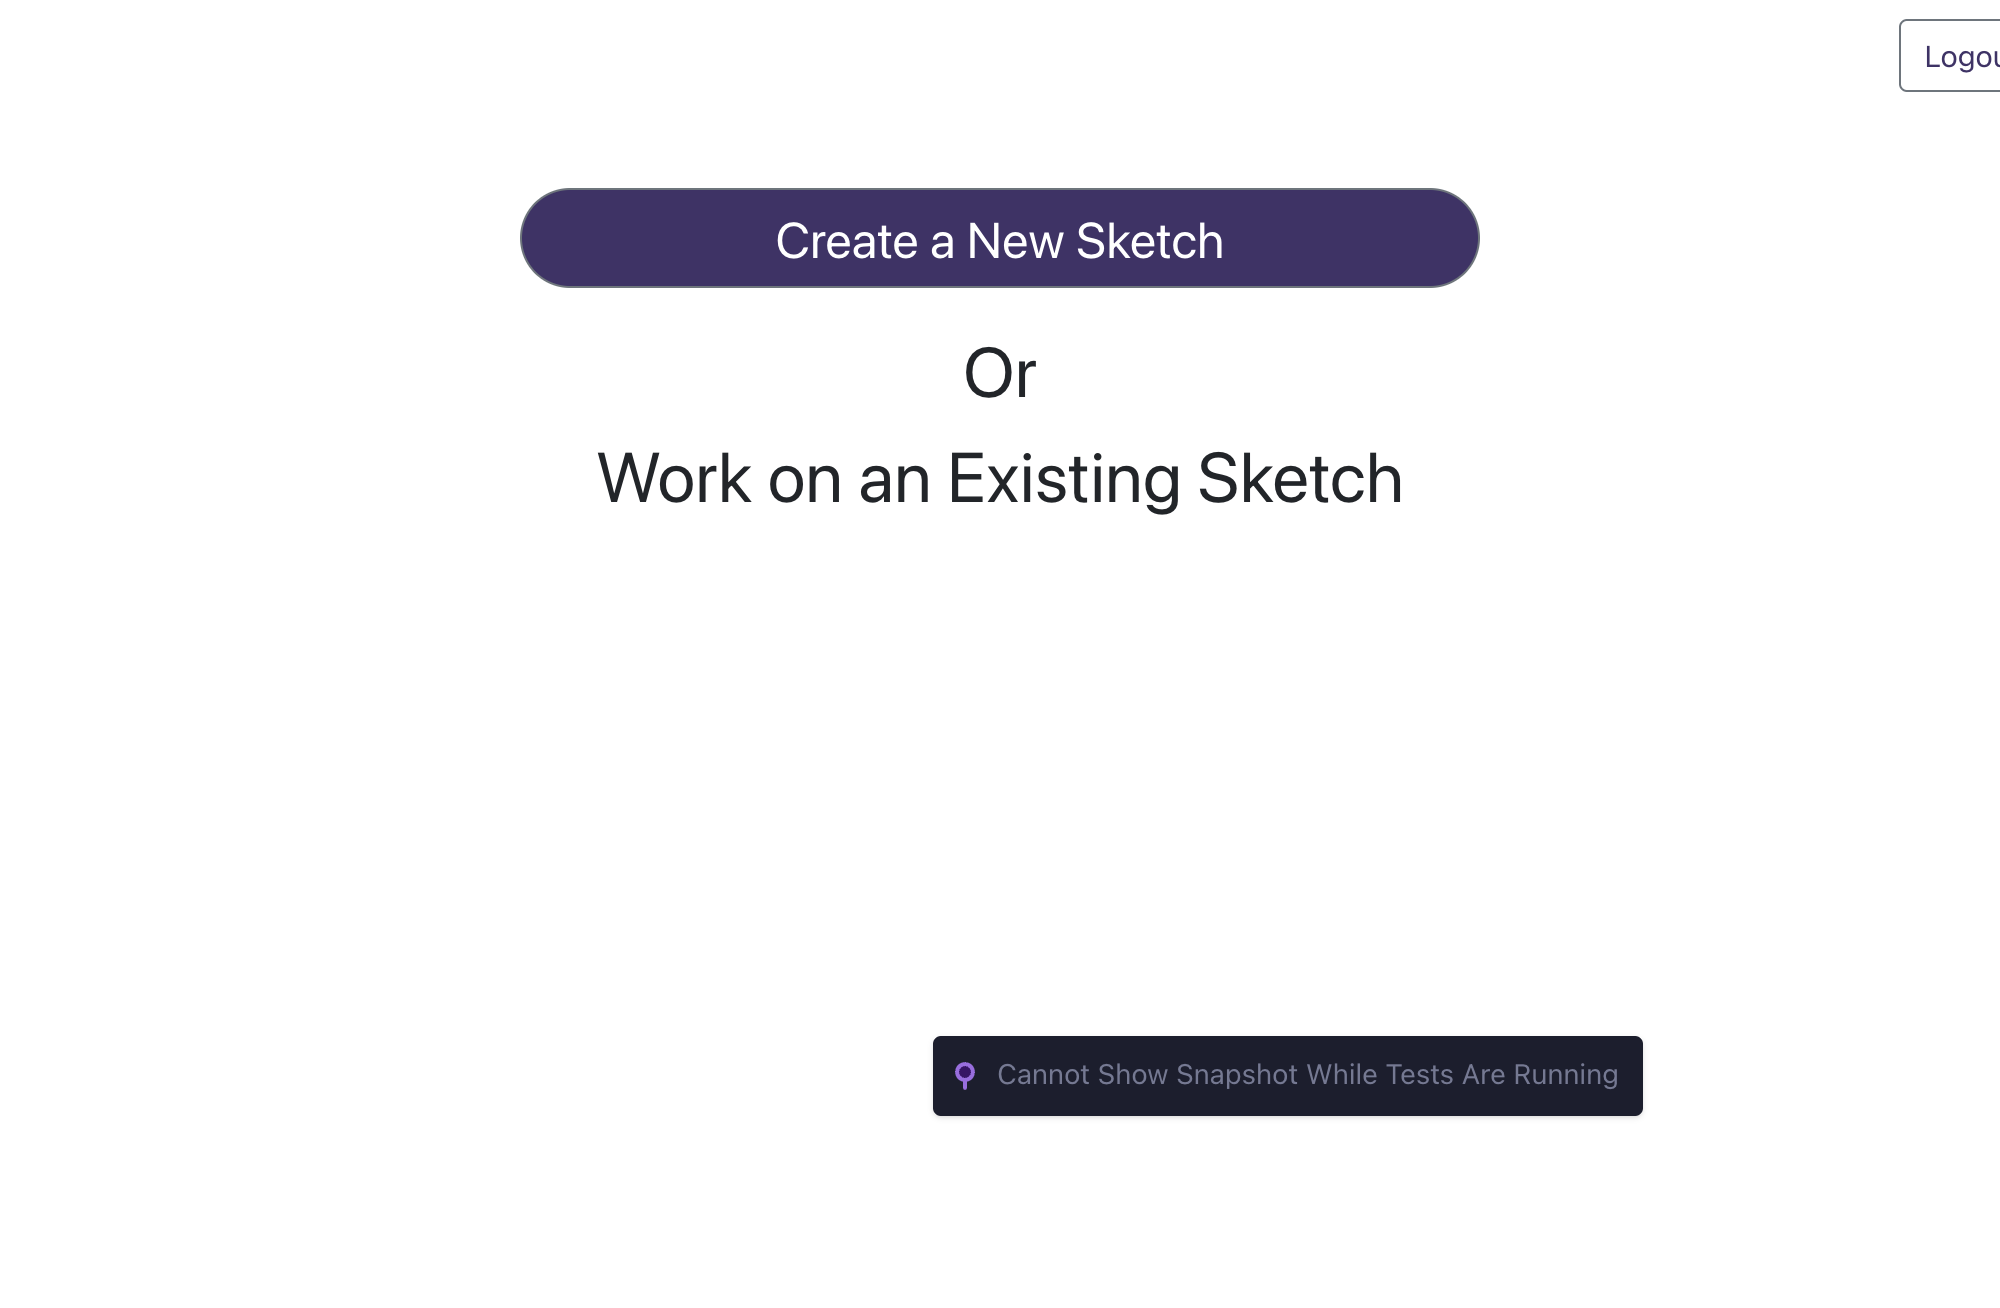 Logou
Create a New Sketch
Or
Work on an Existing Sketch
Cannot Show Snapshot While Tests Are Running